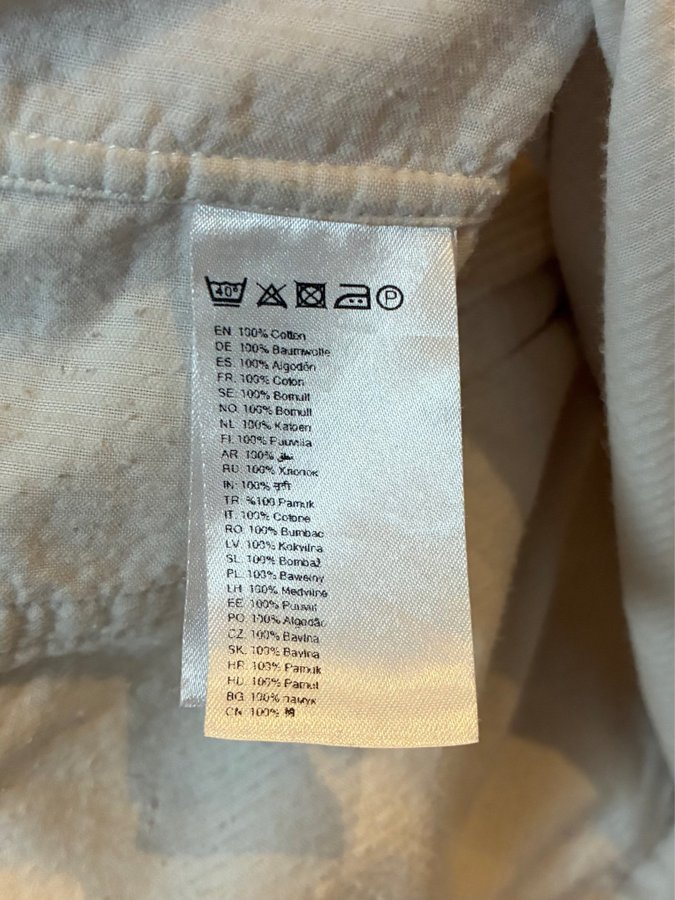 40°
P
EN 100% Cotton
DE 100% Baumwolle
ES 100% Algodón
FR 100% Coton
SE 100% Bomull
NO 100% Bomull
NL 100% Katoen
FI 100% Puuvilla
AR 100% قطن
RU 100% Хлопок
IN 100%
TR %100 Pamuk
IT 100% Cotone
RO 100% Bumbac
LV 100% Kokvilna
SL 100% Bombaž
PL 100% Bawełny
LH 100% Medvilnė
EE 100%
PO 100% Algodão
CZ 100% Bavlna
SK 100% Bavlna
HR 100% Pamuk
HU 100% Pamut
BG 100% памук
CN 100% 棉